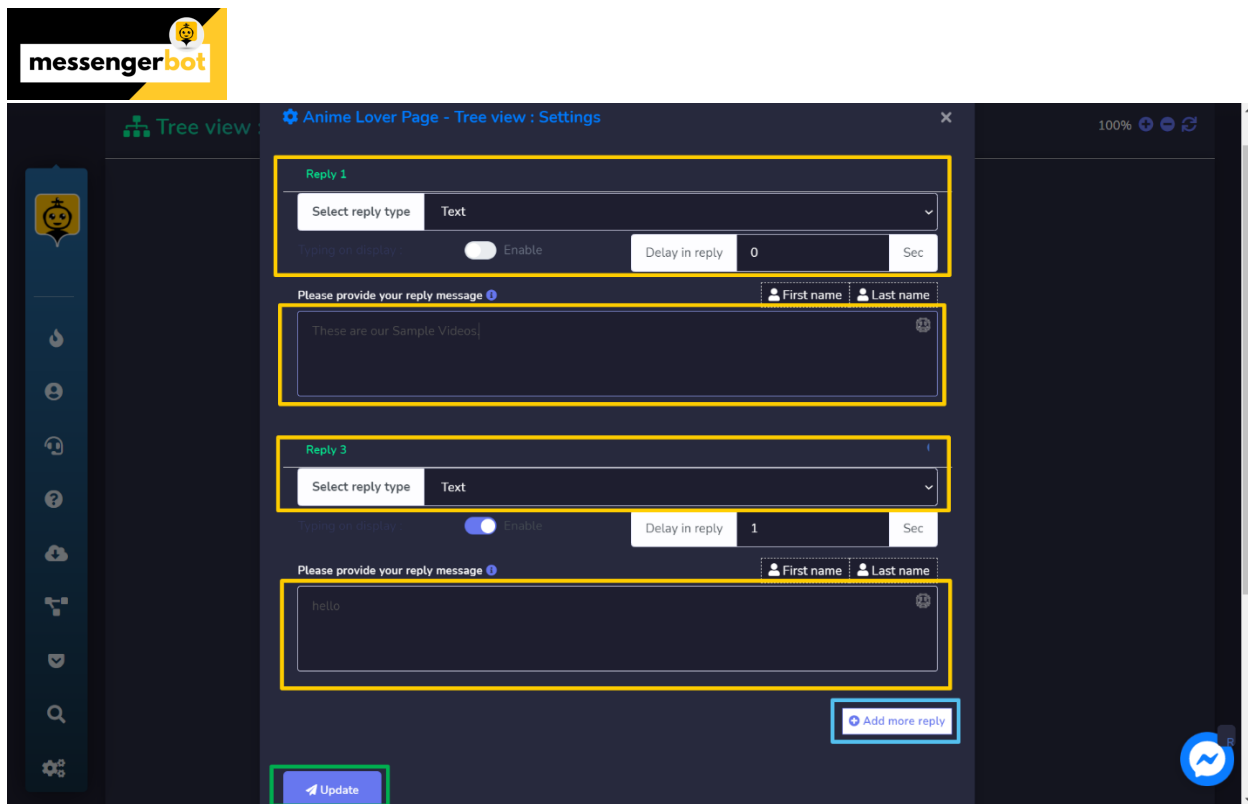 messengerbot
Tree view :
Anime Lover Page - Tree view : Settings
×
100%
Reply 1
Select reply type Text
Typing on display : Enable Delay in reply 0 Sec
Please provide your reply message First name Last name
These are our Sample Videos.
Reply 3
Select reply type Text
Typing on display Enable Delay in reply 1 Sec
Please provide your reply message First name Last name
hello
Add more reply
R
Update